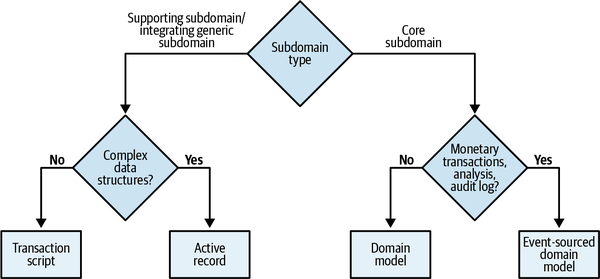 Supporting subdomain/
integrating generic
subdomain
Subdomain
type
Core
subdomain
No
Complex
data
structures?
Yes
No
Monetary
transactions,
analysis,
audit log?
Yes
Transaction
script
Active
record
Domain
model
Event-sourced
domain
model